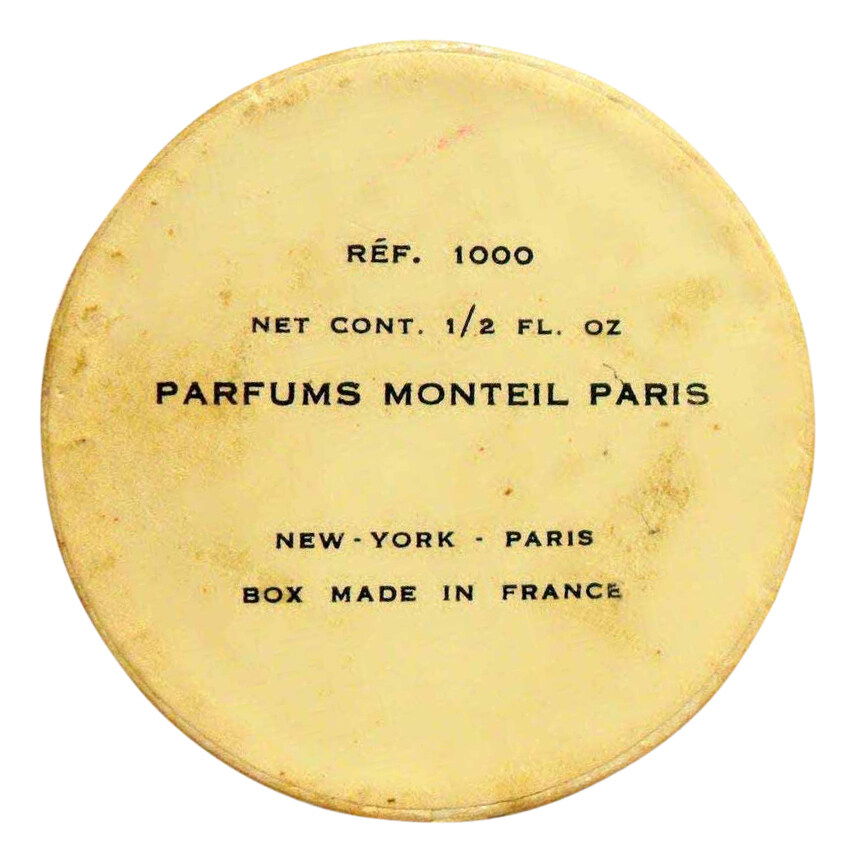 RÉF. 1000
NET CONT. 1/2 FL. OZ
PARFUMS MONTEIL PARIS
NEW-YORK - PARIS
BOX MADE IN FRANCE